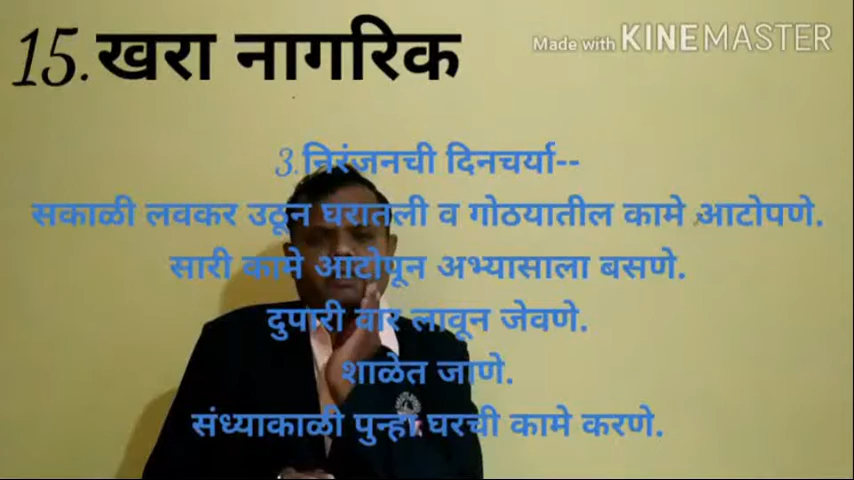 15.खरा नागरिक
Made with KINEMASTER
3.निरंजनची दिनचर्या--
सकाळी लवकर उठून घरातली व गोठयातील कामे आटोपणे.
सारी कामे आटोपून अभ्यासाला बसणे.
दुपारी वार लावून जेवणे.
शाळेत जाणे.
संध्याकाळी पुन्हा घरची कामे करणे.